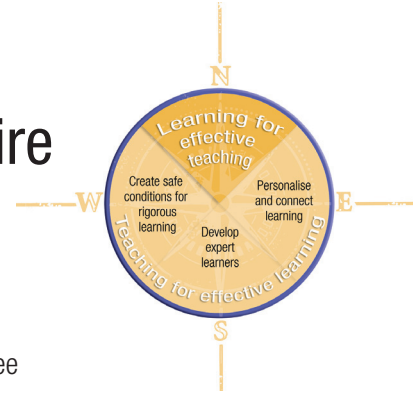 N
ire
Learning for
effective
teaching
Create safe
conditions for
rigorous
learning
Personalise
and connect
learning
W
E
Develop
expert
learners
Teaching for effective learning
S
ee